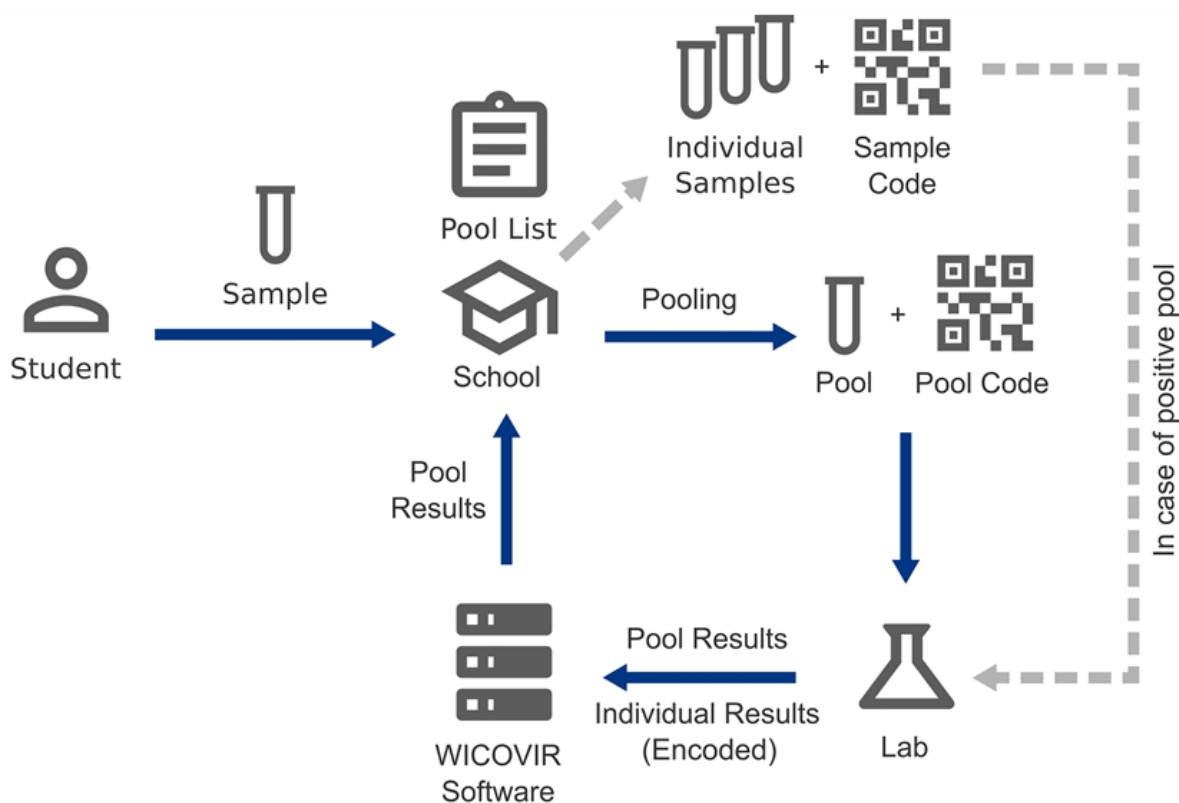 +
Individual
Samples
Sample
Code
Pool List
Sample
Student
School
Pooling
+
Pool
Pool Code
In case of positive pool
Pool
Results
Pool Results
Individual Results
(Encoded)
WICOVIR
Software
Lab